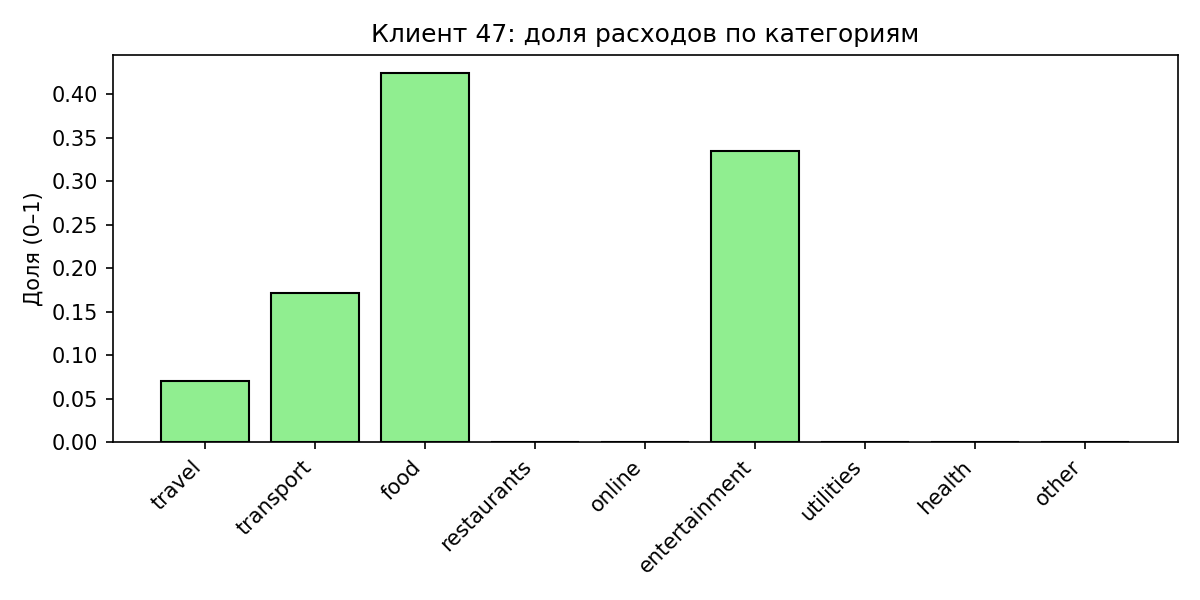 Клиент 47: доля расходов по категориям
Доля (0–1)
0.40
0.35
0.30
0.25
0.20
0.15
0.10
0.05
0.00
travel
transport
food
restaurants
online
entertainment
utilities
health
other